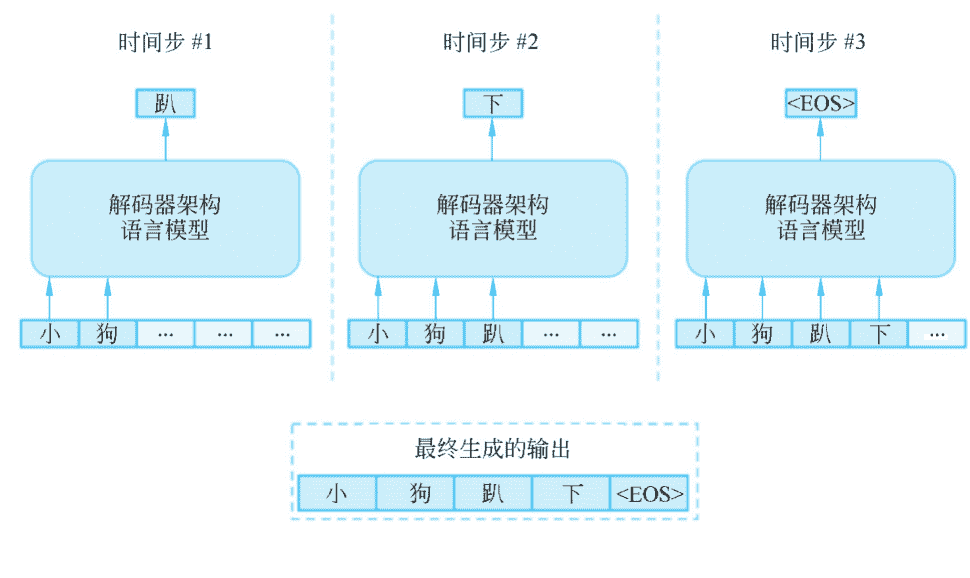 时间步 #1
时间步 #2
时间步 #3
趴
下
<EOS>
解码器架构
语言模型
解码器架构
语言模型
解码器架构
语言模型
小 狗 … … …
小 狗 趴 … …
小 狗 趴 下 …
最终生成的输出
小 狗 趴 下 <EOS>